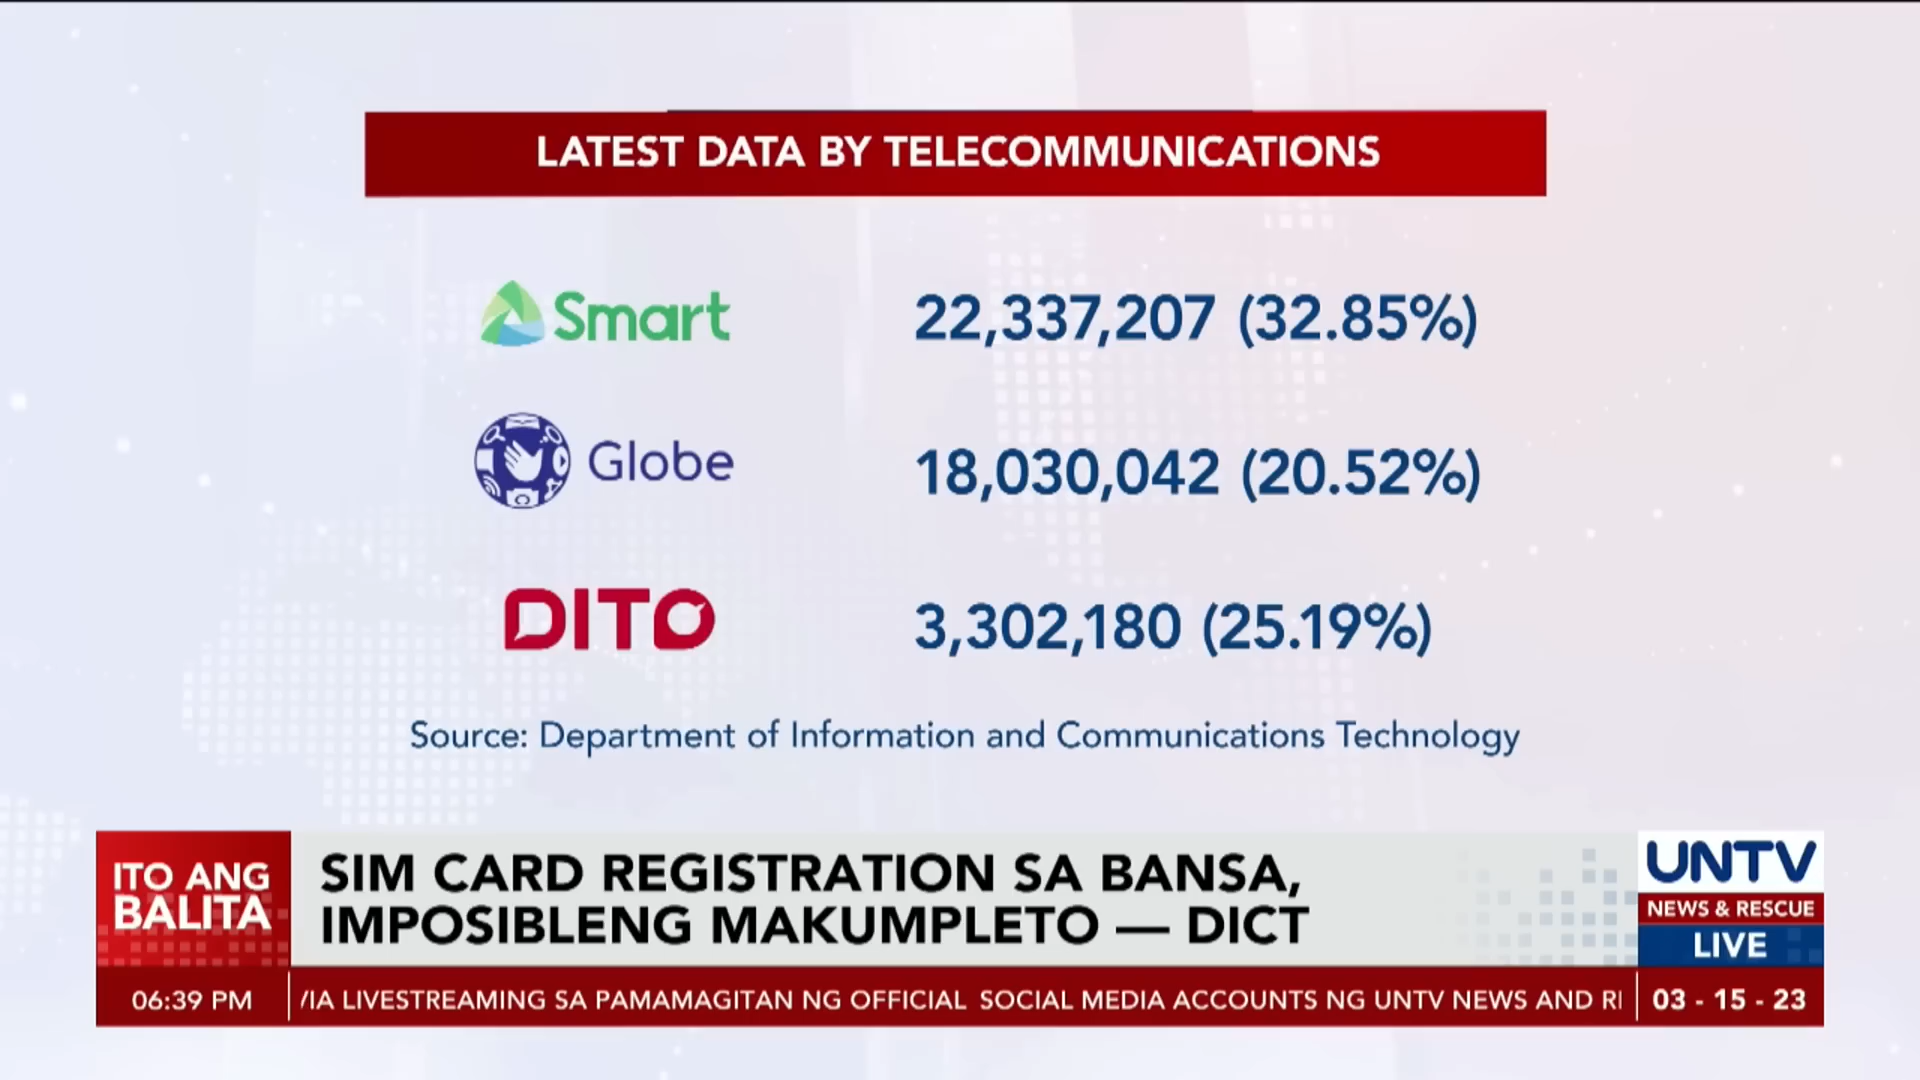 LATEST DATA BY TELECOMMUNICATIONS
Smart 22,337,207 (32.85%)
Globe 18,030,042 (20.52%)
DITO 3,302,180 (25.19%)
Source: Department of Information and Communications Technology
ITO ANG
BALITA
SIM CARD REGISTRATION SA BANSA,
IMPOSIBLENG MAKUMPLETO — DICT
UNTV
NEWS & RESCUE
LIVE
06:39 PM
LIVESTREAMING SA PAMAMAGITAN NG OFFICIAL SOCIAL MEDIA ACCOUNTS NG UNTV NEWS AND
03 - 15 - 23